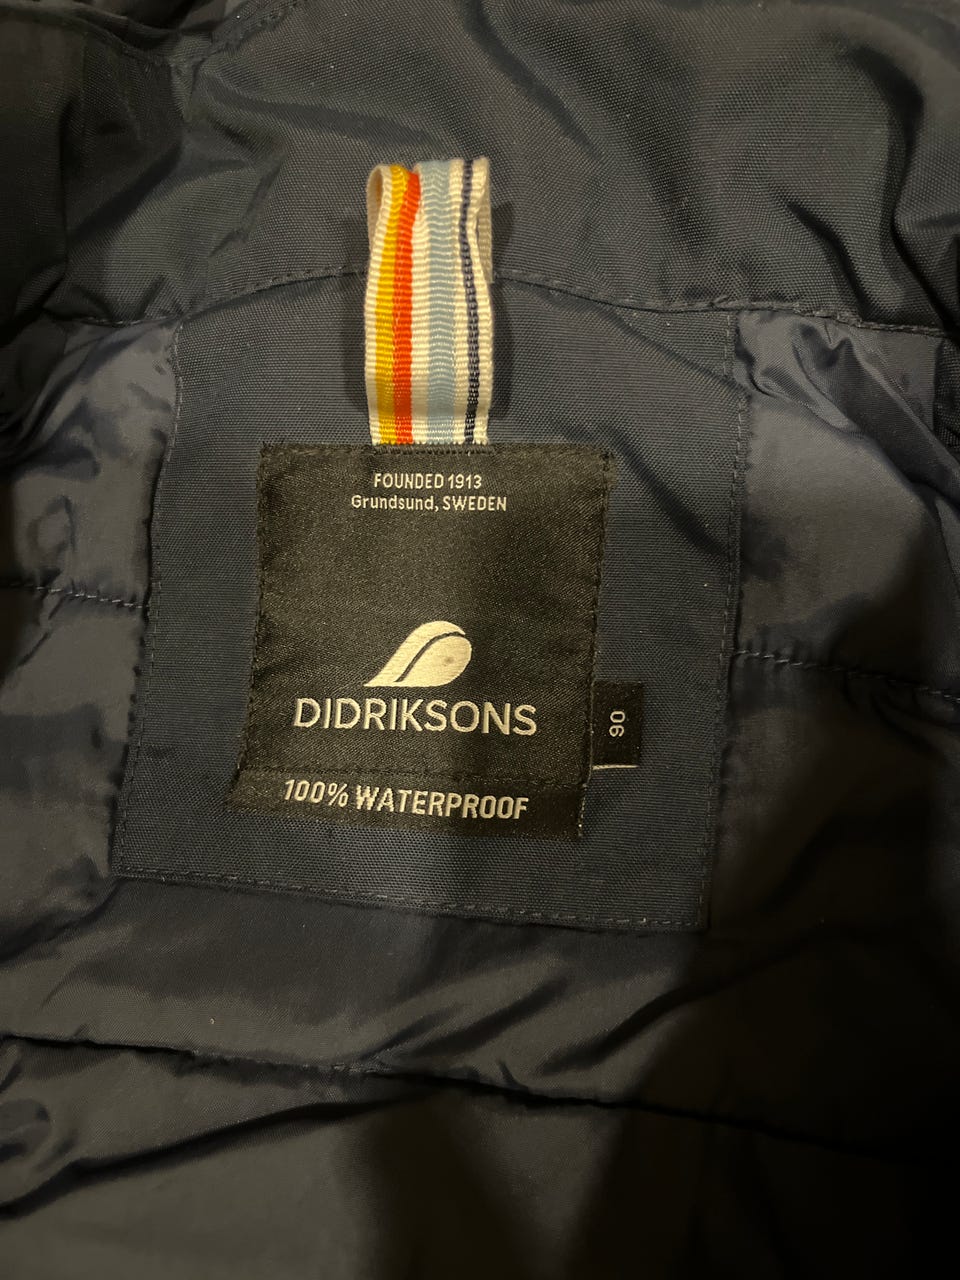 FOUNDED 1913
Grundsund, SWEDEN
DIDRIKSONS
90
100% WATERPROOF